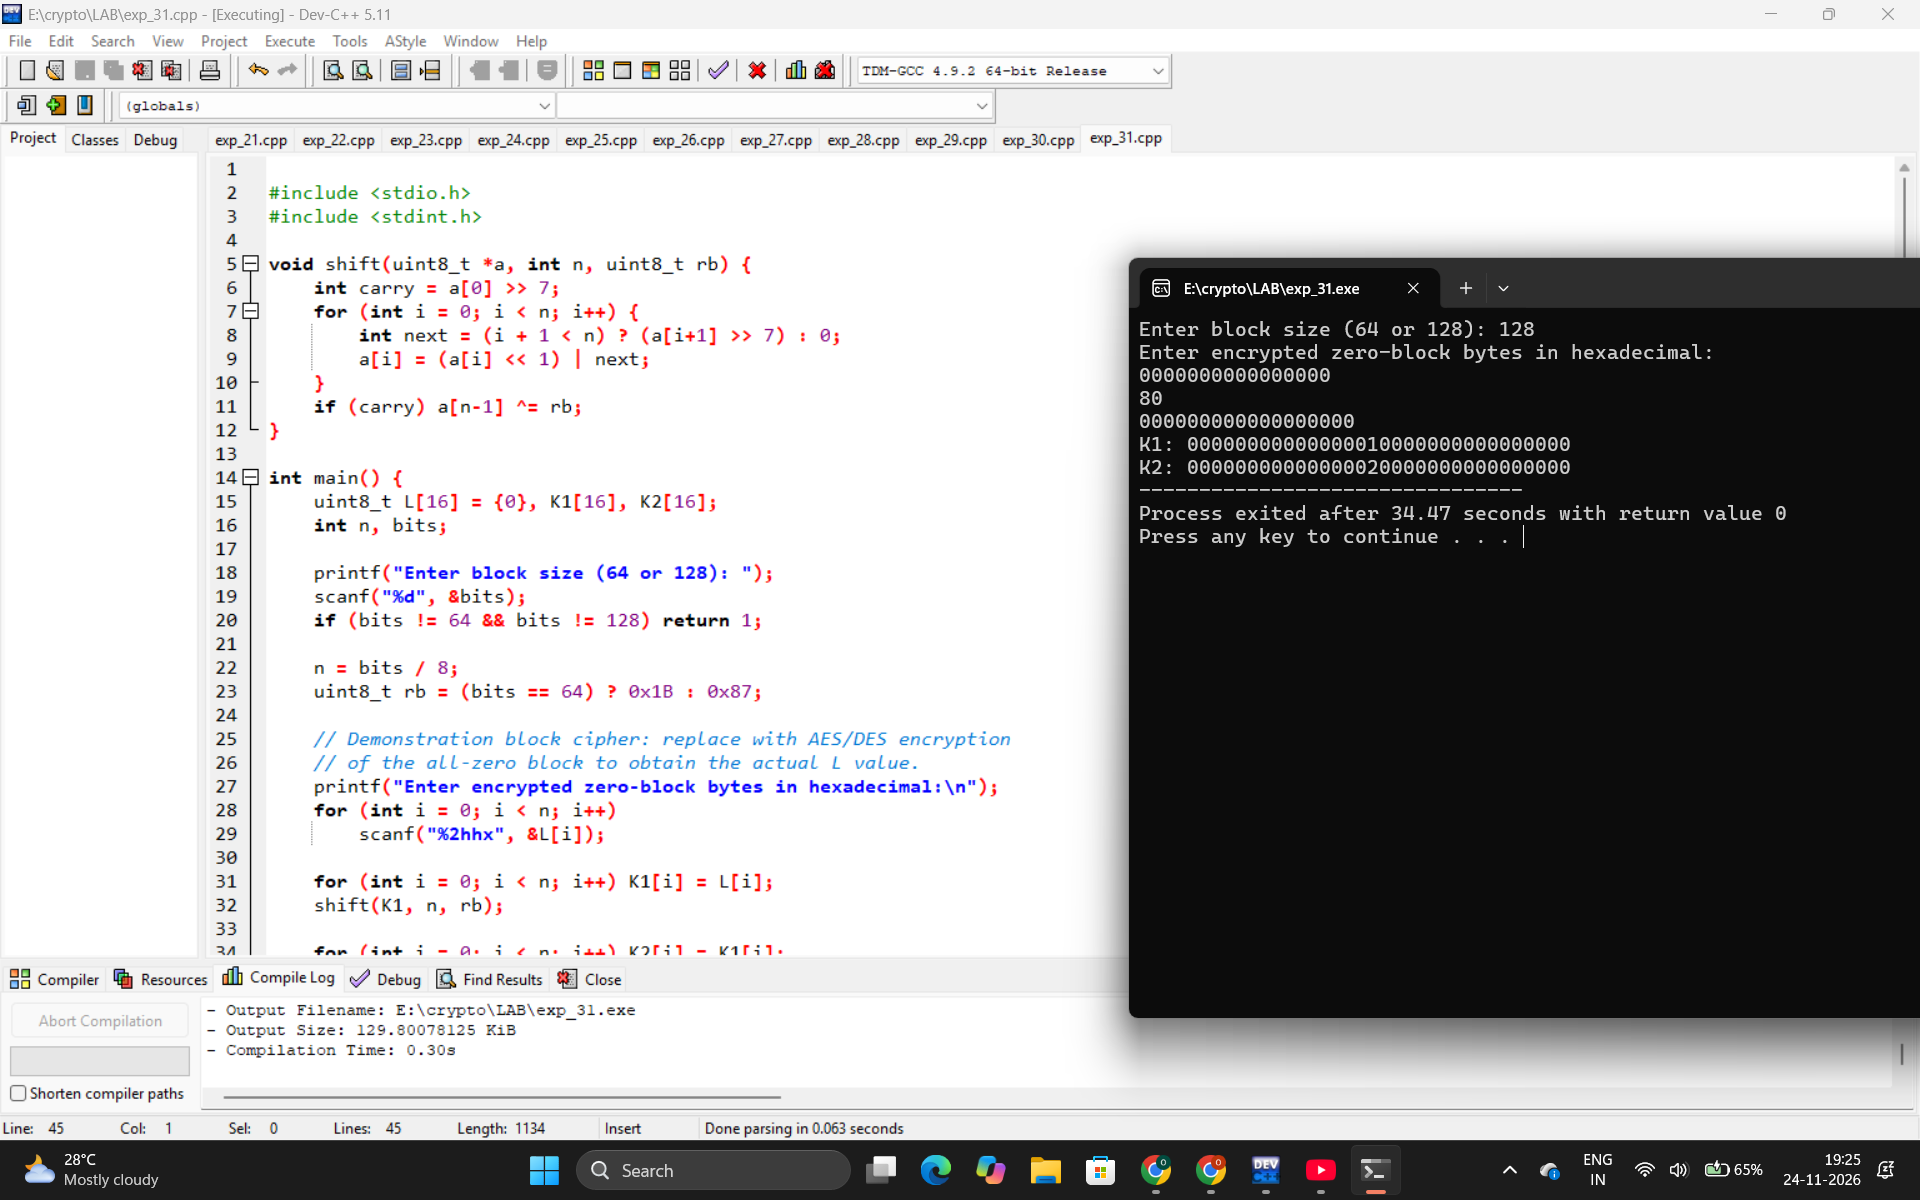 E:\crypto\LAB\exp_31.cpp - [Executing] - Dev-C++ 5.11
File Edit Search View Project Execute Tools AStyle Window Help
TDM-GCC 4.9.2 64-bit Release
(globals)
Project Classes Debug exp_21.cpp exp_22.cpp exp_23.cpp exp_24.cpp exp_25.cpp exp_26.cpp exp_27.cpp exp_28.cpp exp_29.cpp exp_30.cpp exp_31.cpp
1
2 #include <stdio.h>
3 #include <stdint.h>
4
5 void shift(uint8_t *a, int n, uint8_t rb) {
6 int carry = a[0] >> 7;
7 for (int i = 0; i < n; i++) {
8 int next = (i + 1 < n) ? (a[i+1] >> 7) : 0;
9 a[i] = (a[i] << 1) | next;
10 }
11 if (carry) a[n-1] ^= rb;
12 }
13
14 int main() {
15 uint8_t L[16] = {0}, K1[16], K2[16];
16 int n, bits;
17
18 printf("Enter block size (64 or 128): ");
19 scanf("%d", &bits);
20 if (bits != 64 && bits != 128) return 1;
21
22 n = bits / 8;
23 uint8_t rb = (bits == 64) ? 0x1B : 0x87;
24
25 // Demonstration block cipher: replace with AES/DES encryption
26 // of the all-zero block to obtain the actual L value.
27 printf("Enter encrypted zero-block bytes in hexadecimal:\n");
28 for (int i = 0; i < n; i++)
29 scanf("%2hhx", &L[i]);
30
31 for (int i = 0; i < n; i++) K1[i] = L[i];
32 shift(K1, n, rb);
33
34 for (int i = 0; i < n; i++) K2[i] = K1[i];
E:\crypto\LAB\exp_31.exe
Enter block size (64 or 128): 128
Enter encrypted zero-block bytes in hexadecimal:
0000000000000000
80
000000000000000000
K1: 00000000000000010000000000000000
K2: 00000000000000020000000000000000
--------------------------------
Process exited after 34.47 seconds with return value 0
Press any key to continue . . .
Compiler Resources Compile Log Debug Find Results Close
Abort Compilation
Shorten compiler paths
- Output Filename: E:\crypto\LAB\exp_31.exe
- Output Size: 129.80078125 KiB
- Compilation Time: 0.30s
Line: 45 Col: 1 Sel: 0 Lines: 45 Length: 1134 Insert Done parsing in 0.063 seconds
28°C
Mostly cloudy
Search
DEV
ENG
IN
65%
19:25
24-11-2026